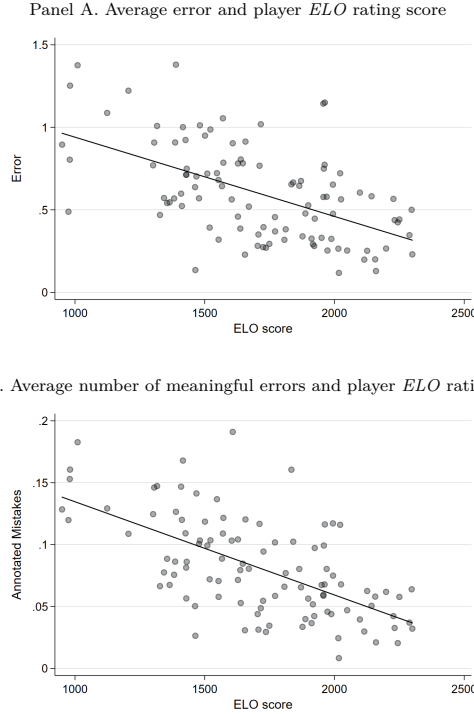 Panel A. Average error and player ELO rating score
1.5
1
.5
0
Error
1000 1500 2000 2500
ELO score
. Average number of meaningful errors and player ELO rati
.2
.15
.1
.05
0
Annotated Mistakes
1000 1500 2000 2500
ELO score